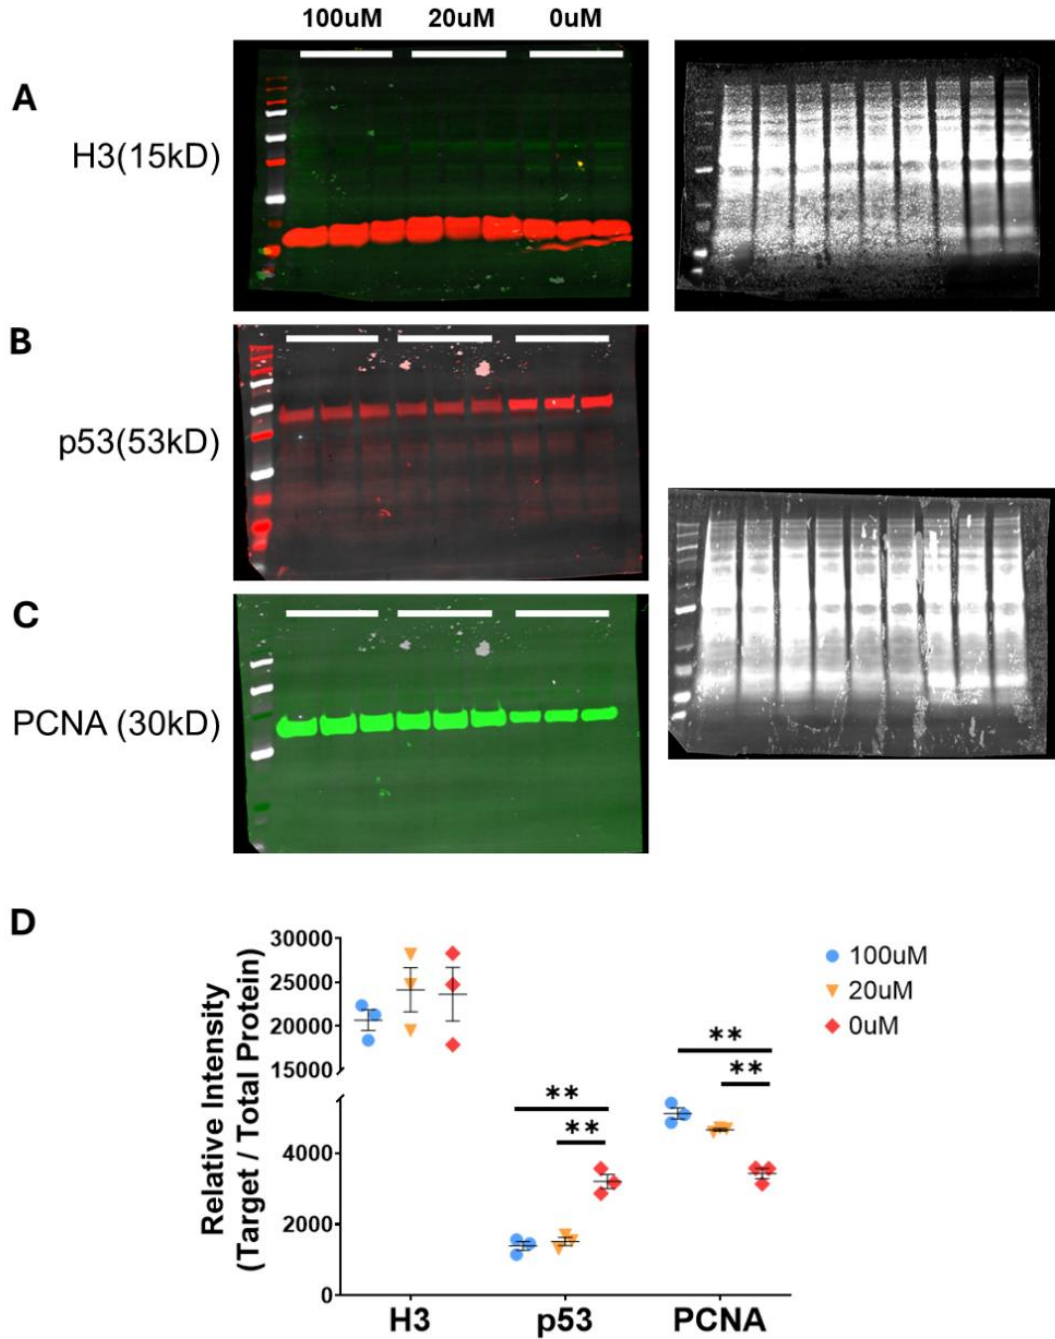 100uM 20uM 0uM
A
H3(15kD)
B
p53(53kD)
C
PCNA (30kD)
D
Relative Intensity
(Target / Total Protein)
30000
25000
20000
15000
4000
2000
0
100uM
20uM
0uM
**
**
**
**
H3 p53 PCNA